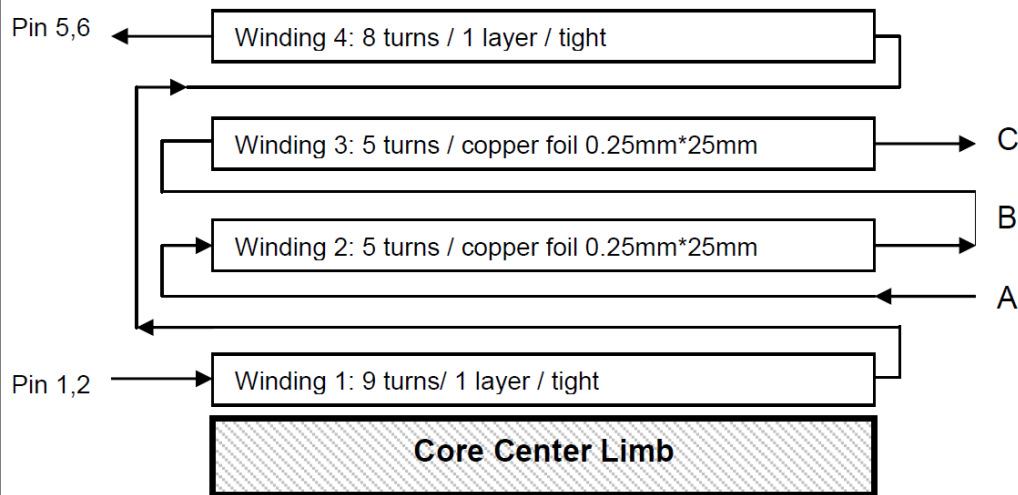 Pin 5,6
Winding 4: 8 turns / 1 layer / tight
Winding 3: 5 turns / copper foil 0.25mm*25mm
C
B
Winding 2: 5 turns / copper foil 0.25mm*25mm
A
Pin 1,2
Winding 1: 9 turns/ 1 layer / tight
Core Center Limb